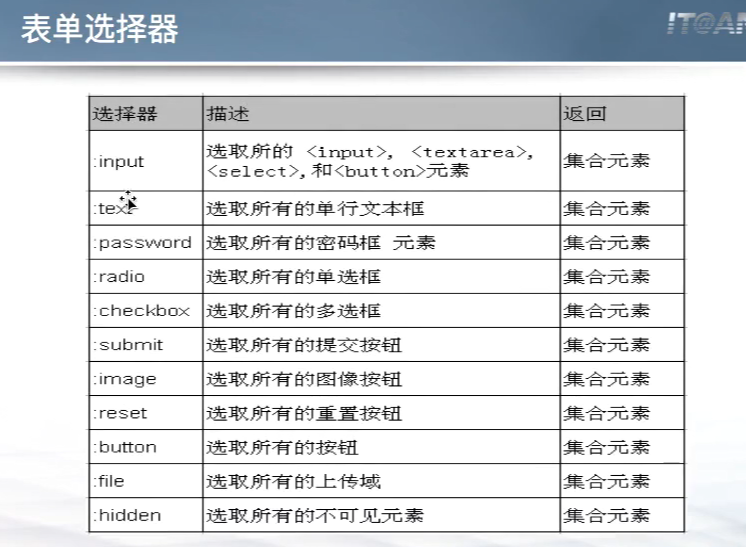 表单选择器
IT@AM
选择器 描述 返回
:input 选取所的 <input>, <textarea>, <select>,和<button>元素 集合元素
:text 选取所有的单行文本框 集合元素
:password 选取所有的密码框 元素 集合元素
:radio 选取所有的单选框 集合元素
:checkbox 选取所有的多选框 集合元素
:submit 选取所有的提交按钮 集合元素
:image 选取所有的图像按钮 集合元素
:reset 选取所有的重置按钮 集合元素
:button 选取所有的按钮 集合元素
:file 选取所有的上传域 集合元素
:hidden 选取所有的不可见元素 集合元素